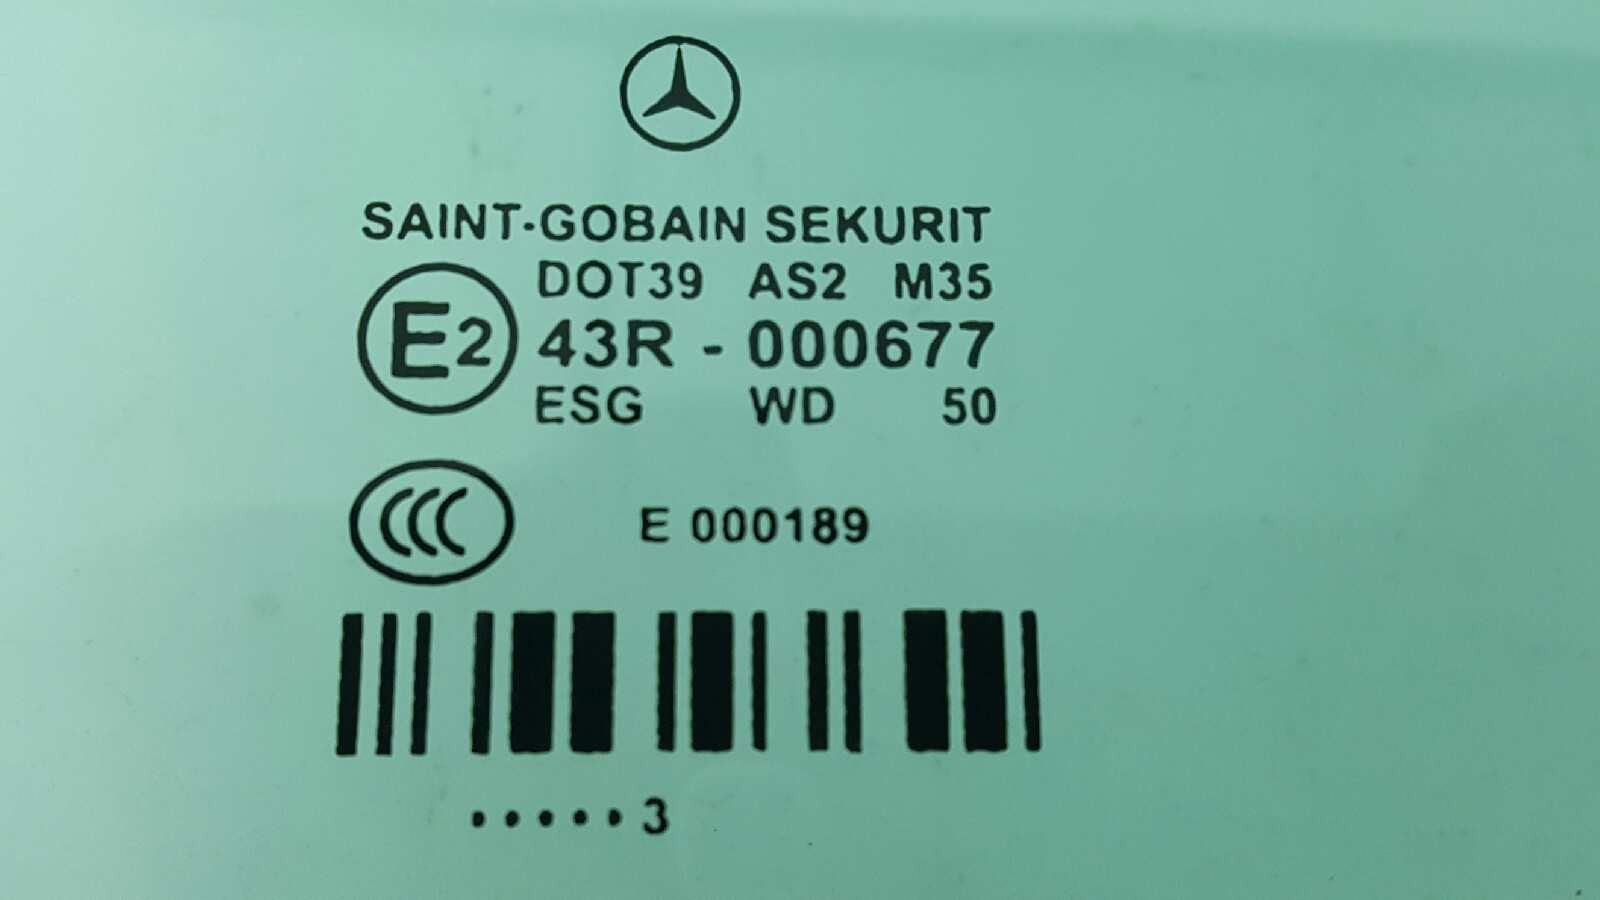 SAINT-GOBAIN SEKURIT
DOT39 AS2 M35
E2 43R - 000677
ESG WD 50
CCC E 000189
.....3